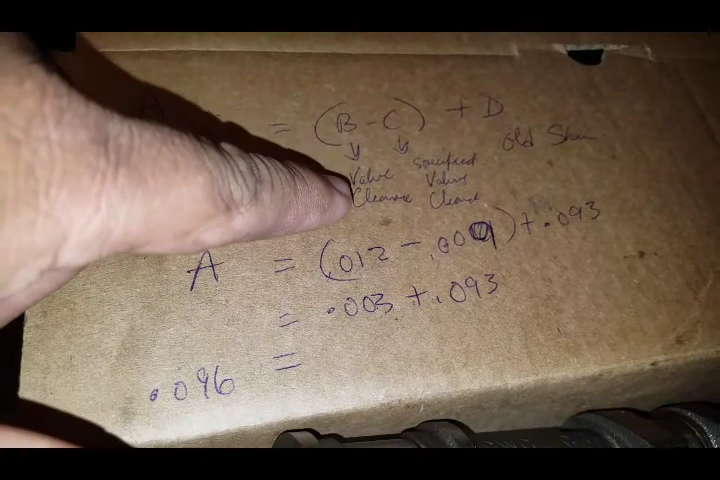 = (B - C) + D
Old Shim
Valve Specified
Clearance Valve
Clearance
A = (.012 - .009) + .093
= .003 + .093
.096 =